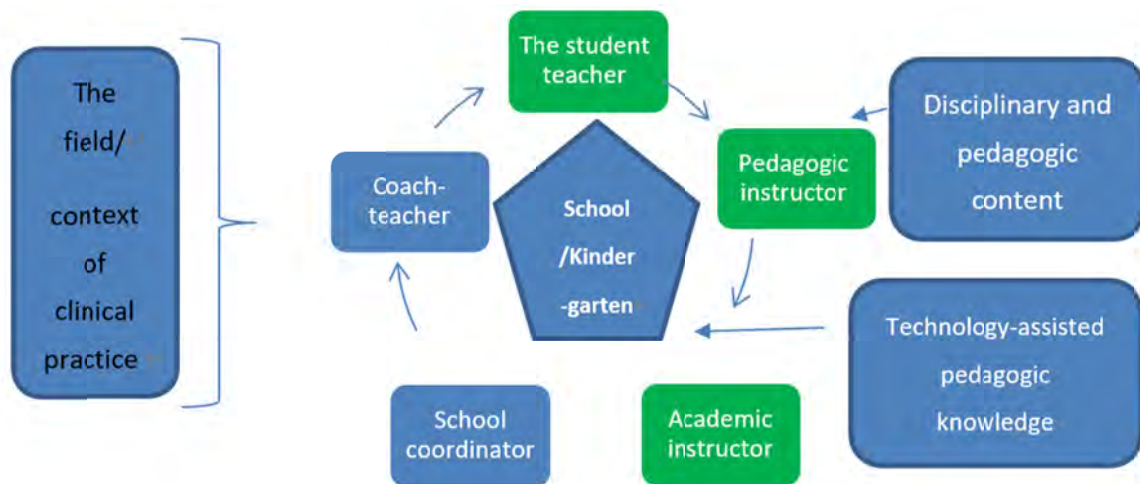 The
field/
context
of
clinical
practice
The student
teacher
Coach-
teacher
School
/Kinder
-garten
Pedagogic
instructor
Disciplinary and
pedagogic
content
School
coordinator
Academic
instructor
Technology-assisted
pedagogic
knowledge